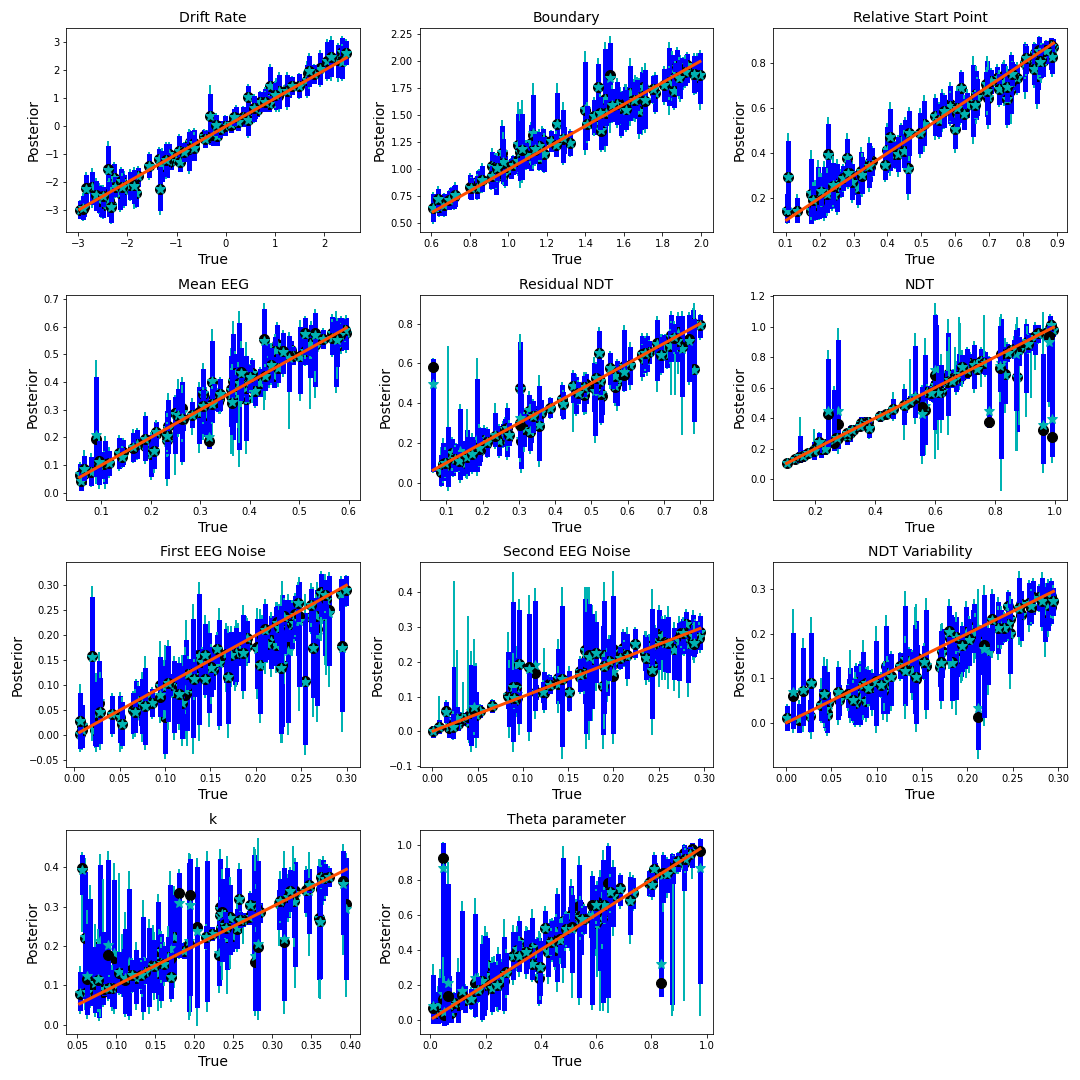 Drift Rate
Posterior
3
2
1
0
−1
−2
−3
−3 −2 −1 0 1 2
True
Boundary
Posterior
2.25
2.00
1.75
1.50
1.25
1.00
0.75
0.50
0.6 0.8 1.0 1.2 1.4 1.6 1.8 2.0
True
Relative Start Point
Posterior
0.8
0.6
0.4
0.2
0.1 0.2 0.3 0.4 0.5 0.6 0.7 0.8 0.9
True
Mean EEG
Posterior
0.7
0.6
0.5
0.4
0.3
0.2
0.1
0.0
0.1 0.2 0.3 0.4 0.5 0.6
True
Residual NDT
Posterior
0.8
0.6
0.4
0.2
0.0
0.1 0.2 0.3 0.4 0.5 0.6 0.7 0.8
True
NDT
Posterior
1.2
1.0
0.8
0.6
0.4
0.2
0.0
0.2 0.4 0.6 0.8 1.0
True
First EEG Noise
Posterior
0.30
0.25
0.20
0.15
0.10
0.05
0.00
−0.05
0.00 0.05 0.10 0.15 0.20 0.25 0.30
True
Second EEG Noise
Posterior
0.4
0.3
0.2
0.1
0.0
−0.1
0.00 0.05 0.10 0.15 0.20 0.25 0.30
True
NDT Variability
Posterior
0.3
0.2
0.1
0.0
0.00 0.05 0.10 0.15 0.20 0.25 0.30
True
k
Posterior
0.4
0.3
0.2
0.1
0.0
0.05 0.10 0.15 0.20 0.25 0.30 0.35 0.40
True
Theta parameter
Posterior
1.0
0.8
0.6
0.4
0.2
0.0
0.0 0.2 0.4 0.6 0.8 1.0
True